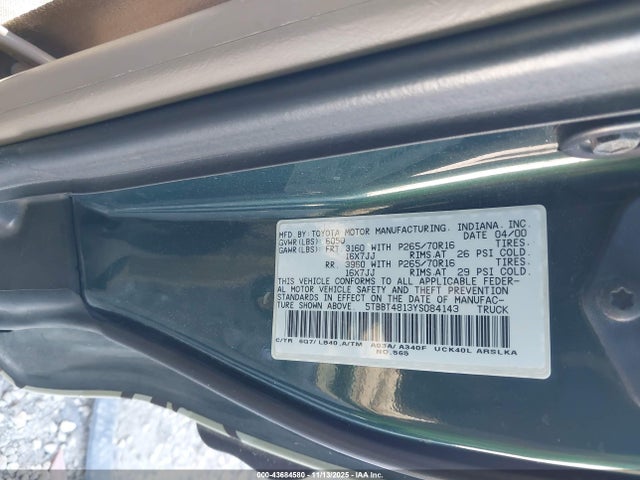 MFD. BY TOYOTA MOTOR MANUFACTURING, INDIANA, INC.
GVWR(LBS): 6050 DATE 04/00
GAWR(LBS): FRT 3160 WITH P265/70R16 TIRES.
16X7JJ RIMS.AT 26 PSI COLD.
RR. 3950 WITH P265/70R16 TIRES.
16X7JJ RIMS.AT 29 PSI COLD.
THIS VEHICLE CONFORMS TO ALL APPLICABLE FEDER-
AL MOTOR VEHICLE SAFETY AND THEFT PREVENTION
STANDARDS IN EFFECT ON THE DATE OF MANUFAC-
TURE SHOWN ABOVE. 5TBBT4813YS084143 TRUCK
C/TR 6Q7/LB40,A/TM A03A/A340F UCK40L ARSLKA
NO.565
000-43684580 - 11/13/2025 - IAAI.COM